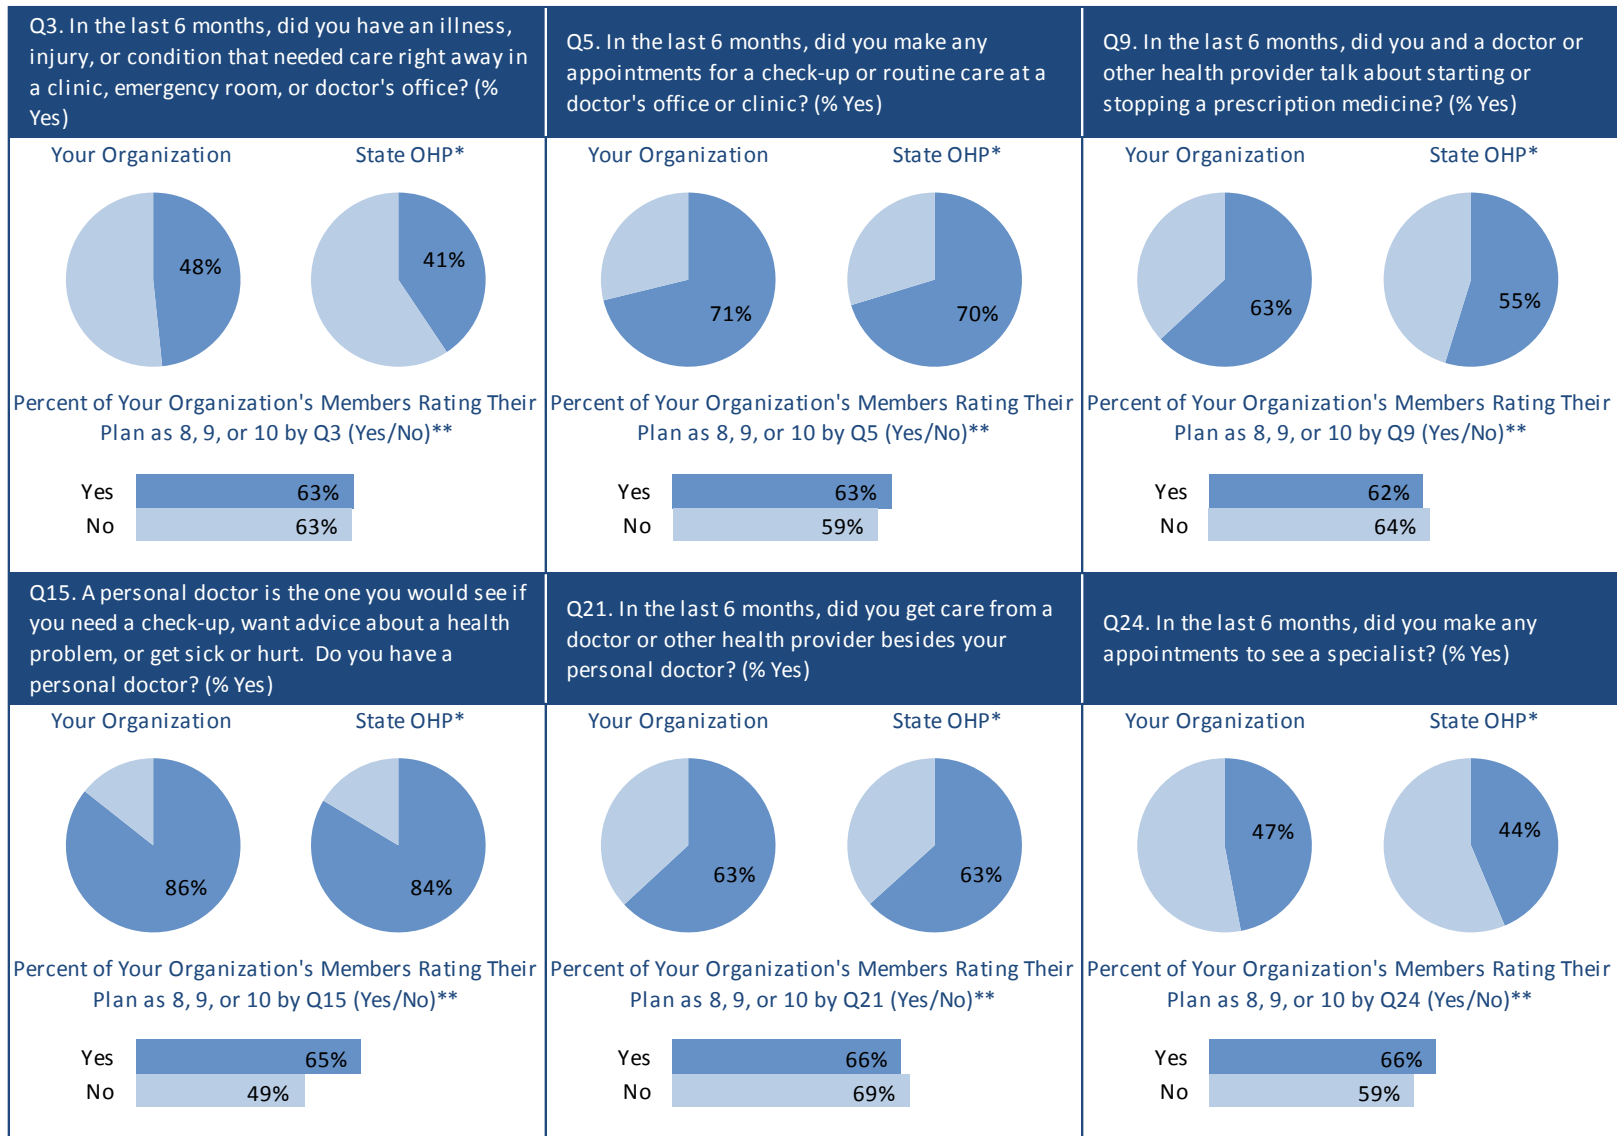 Q3. In the last 6 months, did you have an illness,
injury, or condition that needed care right away in
a clinic, emergency room, or doctor's office? (%
Yes)
Your Organization
State OHP*
48%
41%
Percent of Your Organization's Members Rating Their
Plan as 8, 9, or 10 by Q3 (Yes/No)**
Yes
63%
No
63%
Q5. In the last 6 months, did you make any
appointments for a check-up or routine care at a
doctor's office or clinic? (% Yes)
Your Organization
State OHP*
71%
70%
Percent of Your Organization's Members Rating Their
Plan as 8, 9, or 10 by Q5 (Yes/No)**
Yes
63%
No
59%
Q9. In the last 6 months, did you and a doctor or
other health provider talk about starting or
stopping a prescription medicine? (% Yes)
Your Organization
State OHP*
63%
55%
Percent of Your Organization's Members Rating Their
Plan as 8, 9, or 10 by Q9 (Yes/No)**
Yes
62%
No
64%
Q15. A personal doctor is the one you would see if
you need a check-up, want advice about a health
problem, or get sick or hurt.  Do you have a
personal doctor? (% Yes)
Your Organization
State OHP*
86%
84%
Percent of Your Organization's Members Rating Their
Plan as 8, 9, or 10 by Q15 (Yes/No)**
Yes
65%
No
49%
Q21. In the last 6 months, did you get care from a
doctor or other health provider besides your
personal doctor? (% Yes)
Your Organization
State OHP*
63%
63%
Percent of Your Organization's Members Rating Their
Plan as 8, 9, or 10 by Q21 (Yes/No)**
Yes
66%
No
69%
Q24. In the last 6 months, did you make any
appointments to see a specialist? (% Yes)
Your Organization
State OHP*
47%
44%
Percent of Your Organization's Members Rating Their
Plan as 8, 9, or 10 by Q24 (Yes/No)**
Yes
66%
No
59%